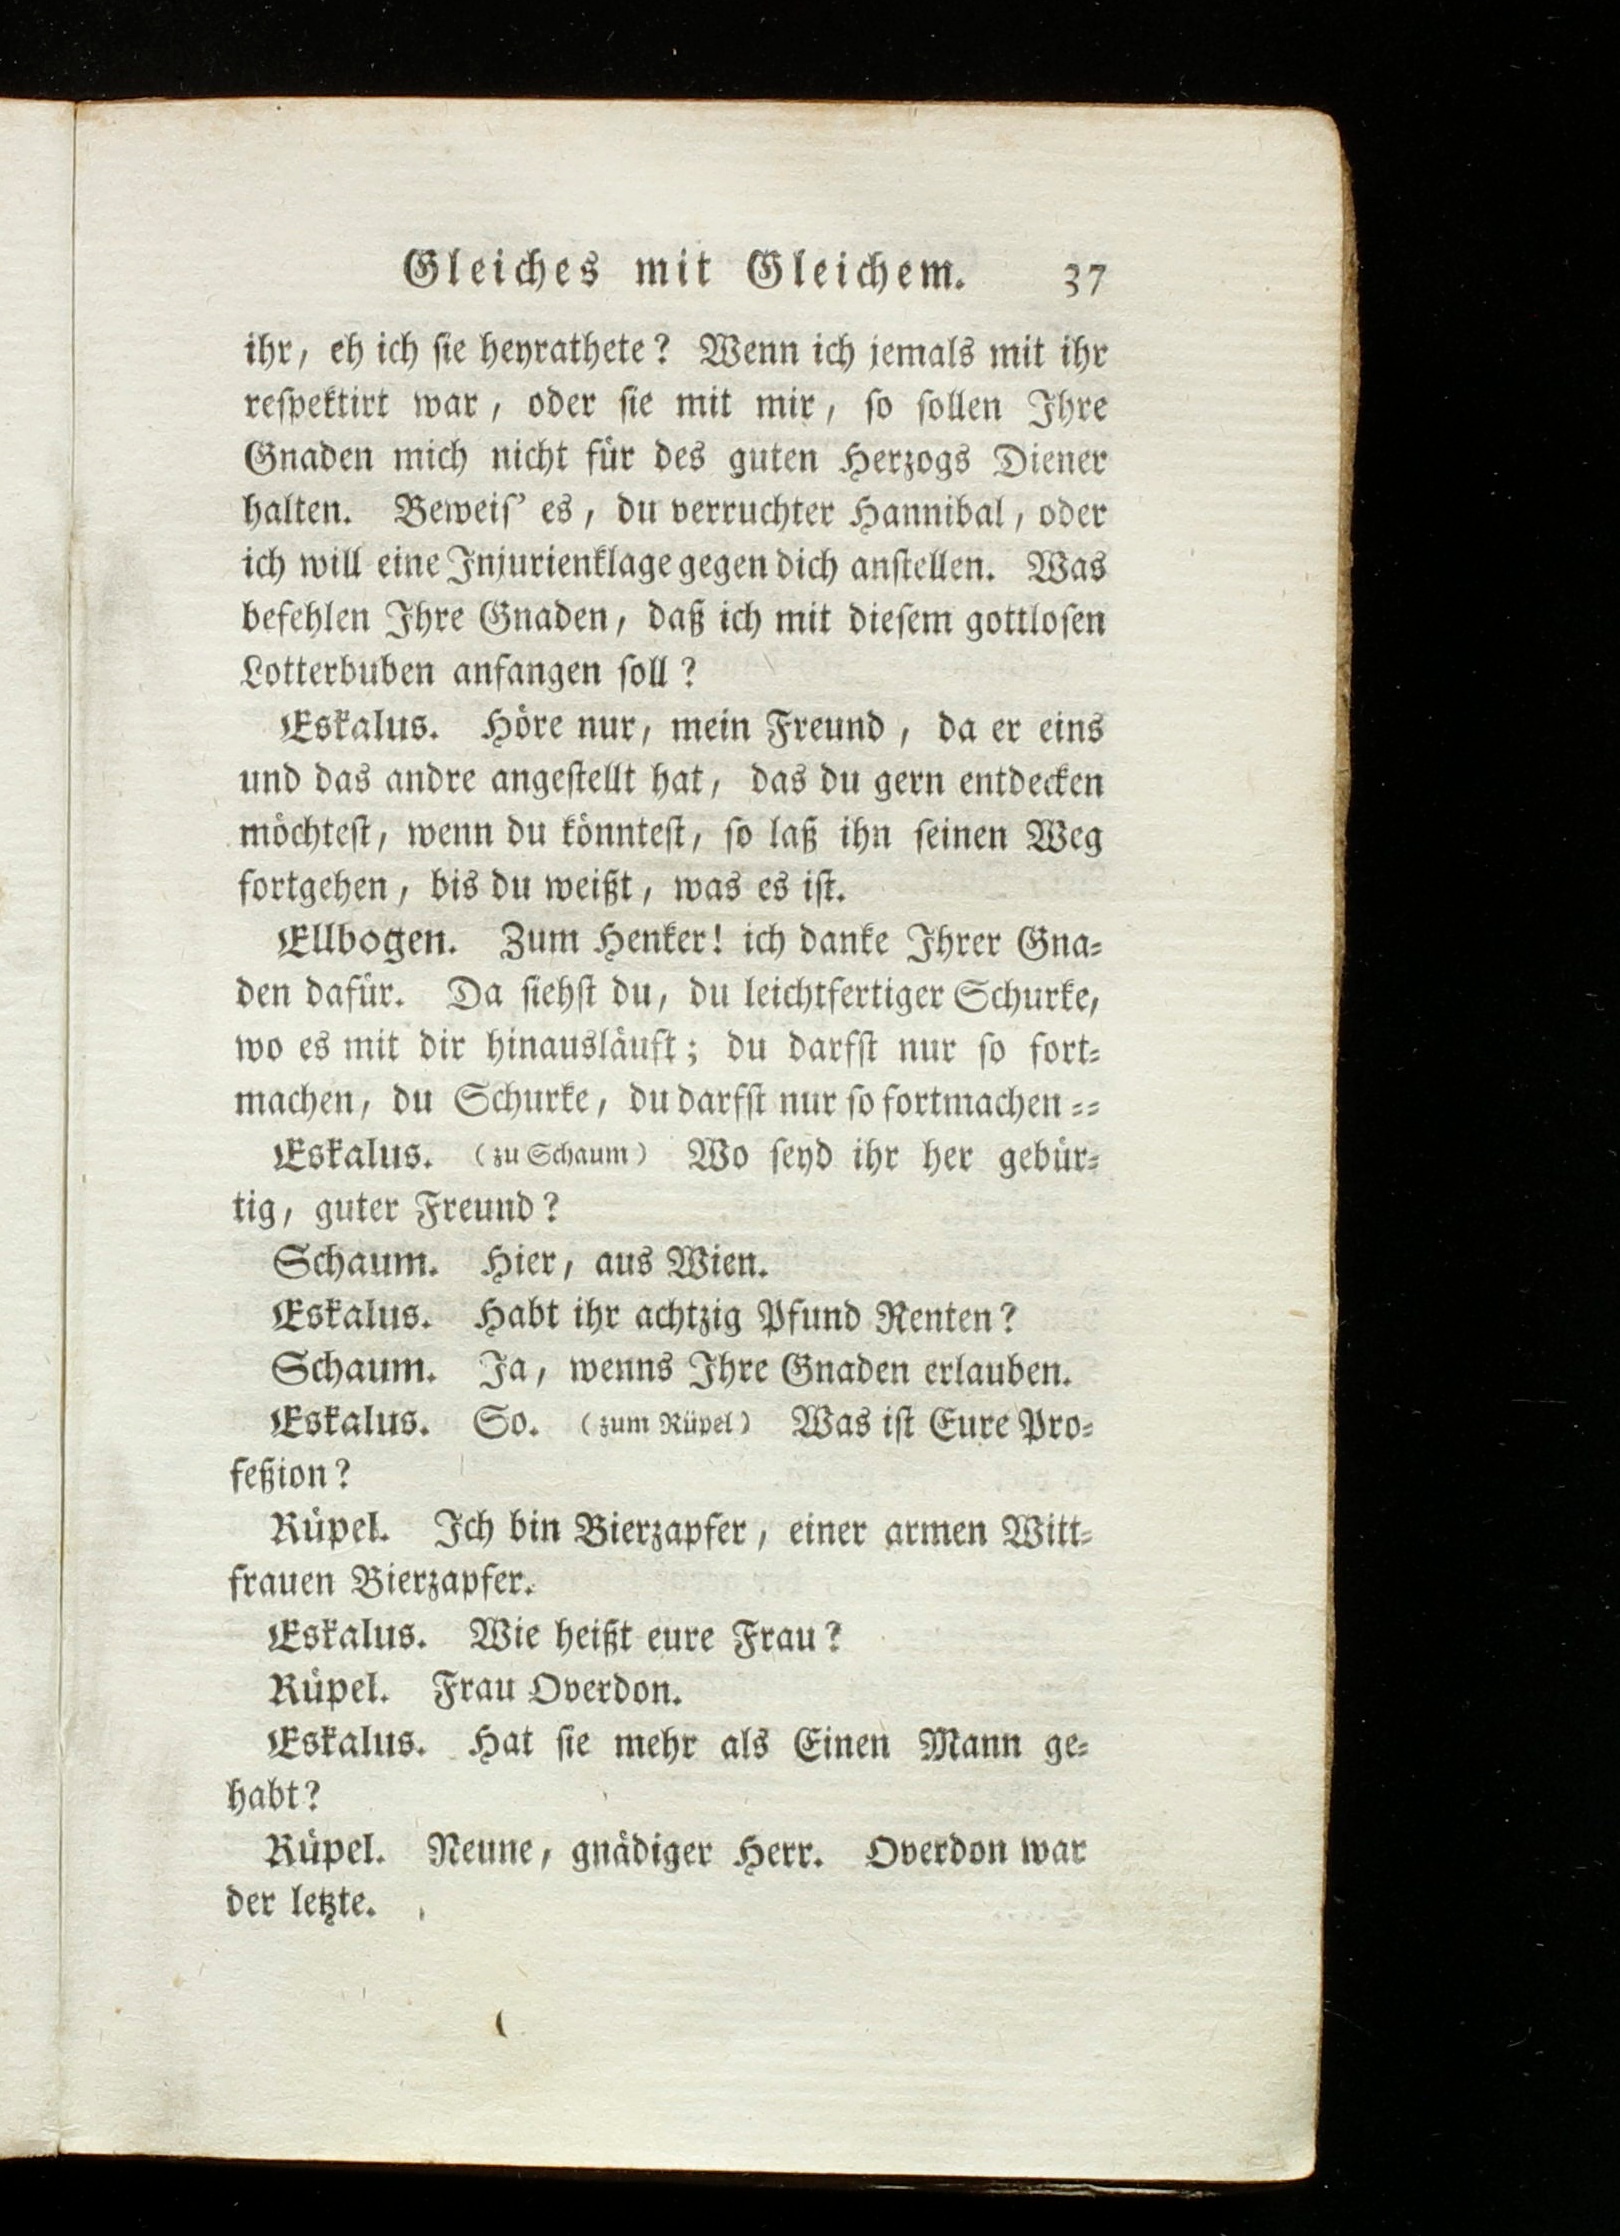 Gleiches mit Gleichem. 37
ihr, eh ich ſie heyrathete? Wenn ich jemals mit ihr
reſpektirt war, oder ſie mit mir, ſo ſollen Ihre
Gnaden mich nicht für des guten Herzogs Diener
halten. Beweiſ' es, du verruchter Hannibal, oder
ich will eine Injurienklage gegen dich anſtellen. Was
befehlen Ihre Gnaden, daß ich mit dieſem gottloſen
Lotterbuben anfangen ſoll?
Eskalus. Höre nur, mein Freund, da er eins
und das andre angeſtellt hat, das du gern entdecken
möchteſt, wenn du könnteſt, ſo laß ihn ſeinen Weg
fortgehen, bis du weißt, was es iſt.
Ellbogen. Zum Henker! ich danke Ihrer Gna-
den dafür. Da ſiehſt du, du leichtfertiger Schurke,
wo es mit dir hinausläuft; du darfſt nur ſo fort-
machen, du Schurke, du darfſt nur ſo fortmachen --
Eskalus. (zu Schaum) Wo ſeyd ihr her gebür-
tig, guter Freund?
Schaum. Hier, aus Wien.
Eskalus. Habt ihr achtzig Pfund Renten?
Schaum. Ja, wenns Ihre Gnaden erlauben.
Eskalus. So. (zum Rüpel) Was iſt Eure Pro-
feßion?
Rüpel. Ich bin Bierzapfer, einer armen Witt-
frauen Bierzapfer.
Eskalus. Wie heißt eure Frau?
Rüpel. Frau Overdon.
Eskalus. Hat ſie mehr als Einen Mann ge-
habt?
Rüpel. Neune, gnädiger Herr. Overdon war
der letzte.